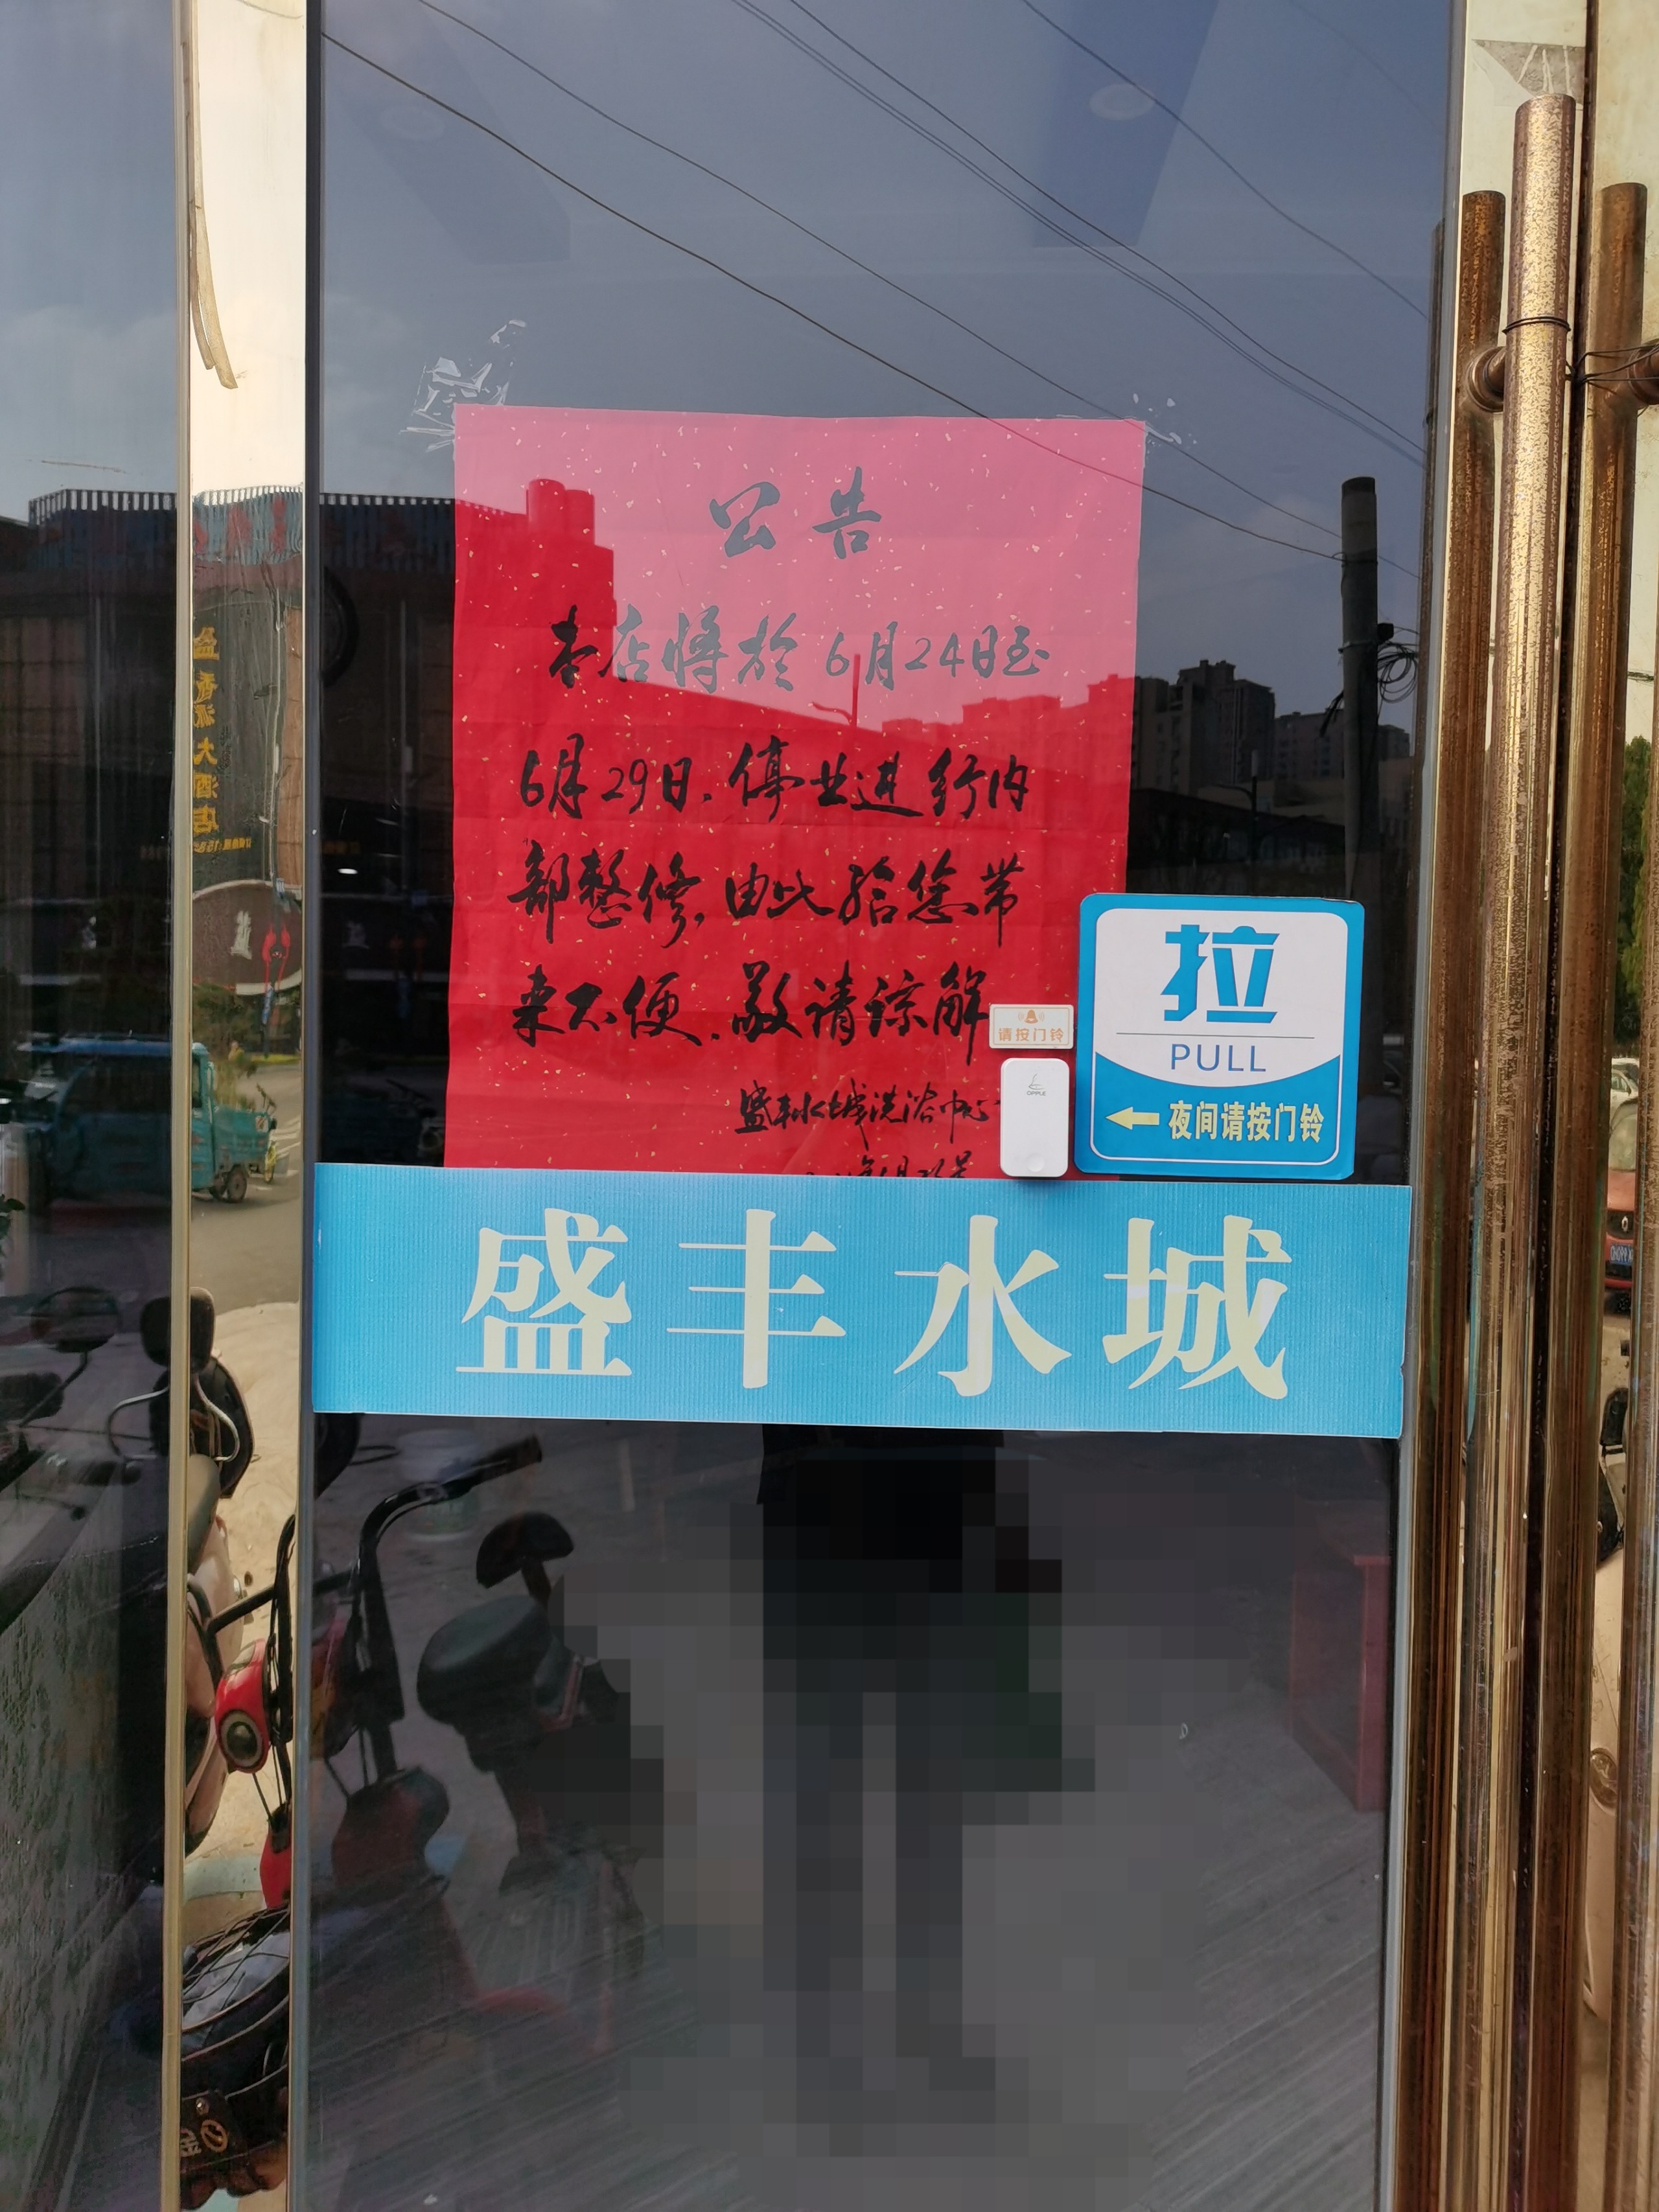 公告
本店将於6月24日至
6月29日.停业进行内
部整修,由此给您带
来不便.敬请谅解
盛丰水城洗浴中心
请按门铃
OPPLE
拉
PULL
夜间请按门铃
盛丰水城